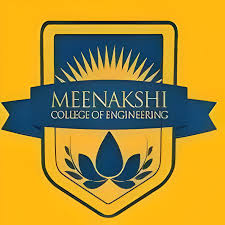 MEENAKSHI
COLLEGE OF ENGINEERING